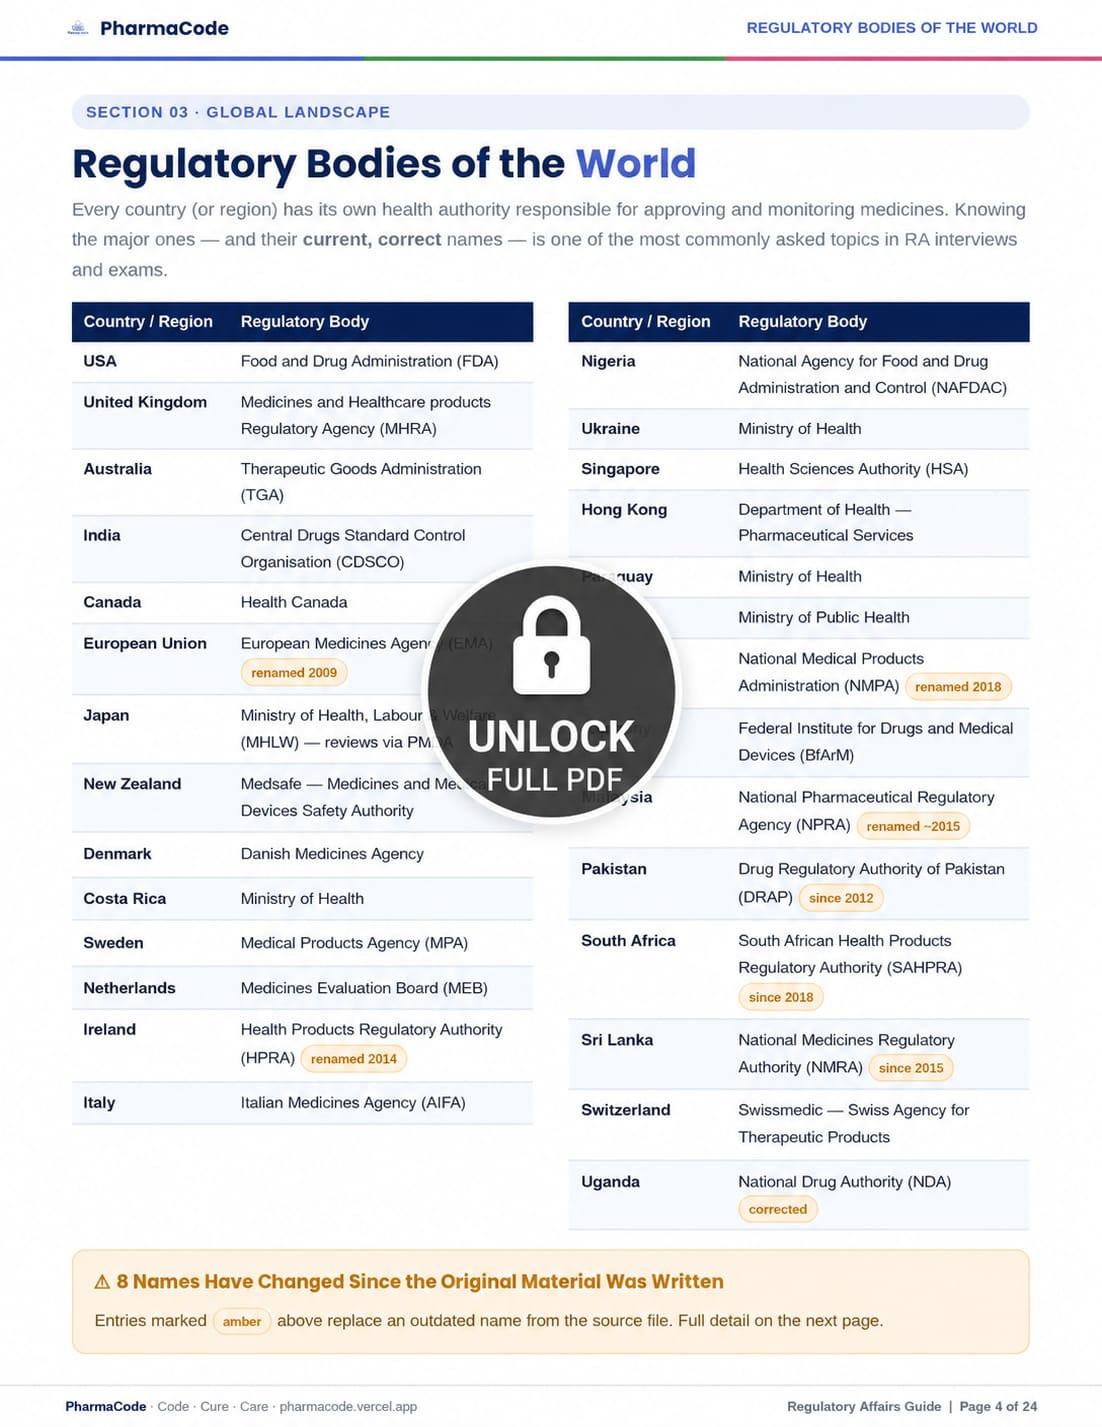 PharmaCode
REGULATORY BODIES OF THE WORLD
SECTION 03 · GLOBAL LANDSCAPE
Regulatory Bodies of the World
Every country (or region) has its own health authority responsible for approving and monitoring medicines. Knowing
the major ones — and their current, correct names — is one of the most commonly asked topics in RA interviews
and exams.
Country / Region Regulatory Body
USA Food and Drug Administration (FDA)
United Kingdom Medicines and Healthcare products
Regulatory Agency (MHRA)
Australia Therapeutic Goods Administration
(TGA)
India Central Drugs Standard Control
Organisation (CDSCO)
Canada Health Canada
European Union European Medicines Agency (EMA)
renamed 2009
Japan Ministry of Health, Labour & Welfare
(MHLW) — reviews via PMDA
New Zealand Medsafe — Medicines and Medical
Devices Safety Authority
Denmark Danish Medicines Agency
Costa Rica Ministry of Health
Sweden Medical Products Agency (MPA)
Netherlands Medicines Evaluation Board (MEB)
Ireland Health Products Regulatory Authority
(HPRA) renamed 2014
Italy Italian Medicines Agency (AIFA)
Country / Region Regulatory Body
Nigeria National Agency for Food and Drug
Administration and Control (NAFDAC)
Ukraine Ministry of Health
Singapore Health Sciences Authority (HSA)
Hong Kong Department of Health —
Pharmaceutical Services
Paraguay Ministry of Health
Ministry of Public Health
National Medical Products
Administration (NMPA) renamed 2018
Federal Institute for Drugs and Medical
Devices (BfArM)
Malaysia National Pharmaceutical Regulatory
Agency (NPRA) renamed ~2015
Pakistan Drug Regulatory Authority of Pakistan
(DRAP) since 2012
South Africa South African Health Products
Regulatory Authority (SAHPRA)
since 2018
Sri Lanka National Medicines Regulatory
Authority (NMRA) since 2015
Switzerland Swissmedic — Swiss Agency for
Therapeutic Products
Uganda National Drug Authority (NDA)
corrected
UNLOCK
FULL PDF
⚠ 8 Names Have Changed Since the Original Material Was Written
Entries marked amber above replace an outdated name from the source file. Full detail on the next page.
PharmaCode · Code · Cure · Care · pharmacode.vercel.app
Regulatory Affairs Guide | Page 4 of 24